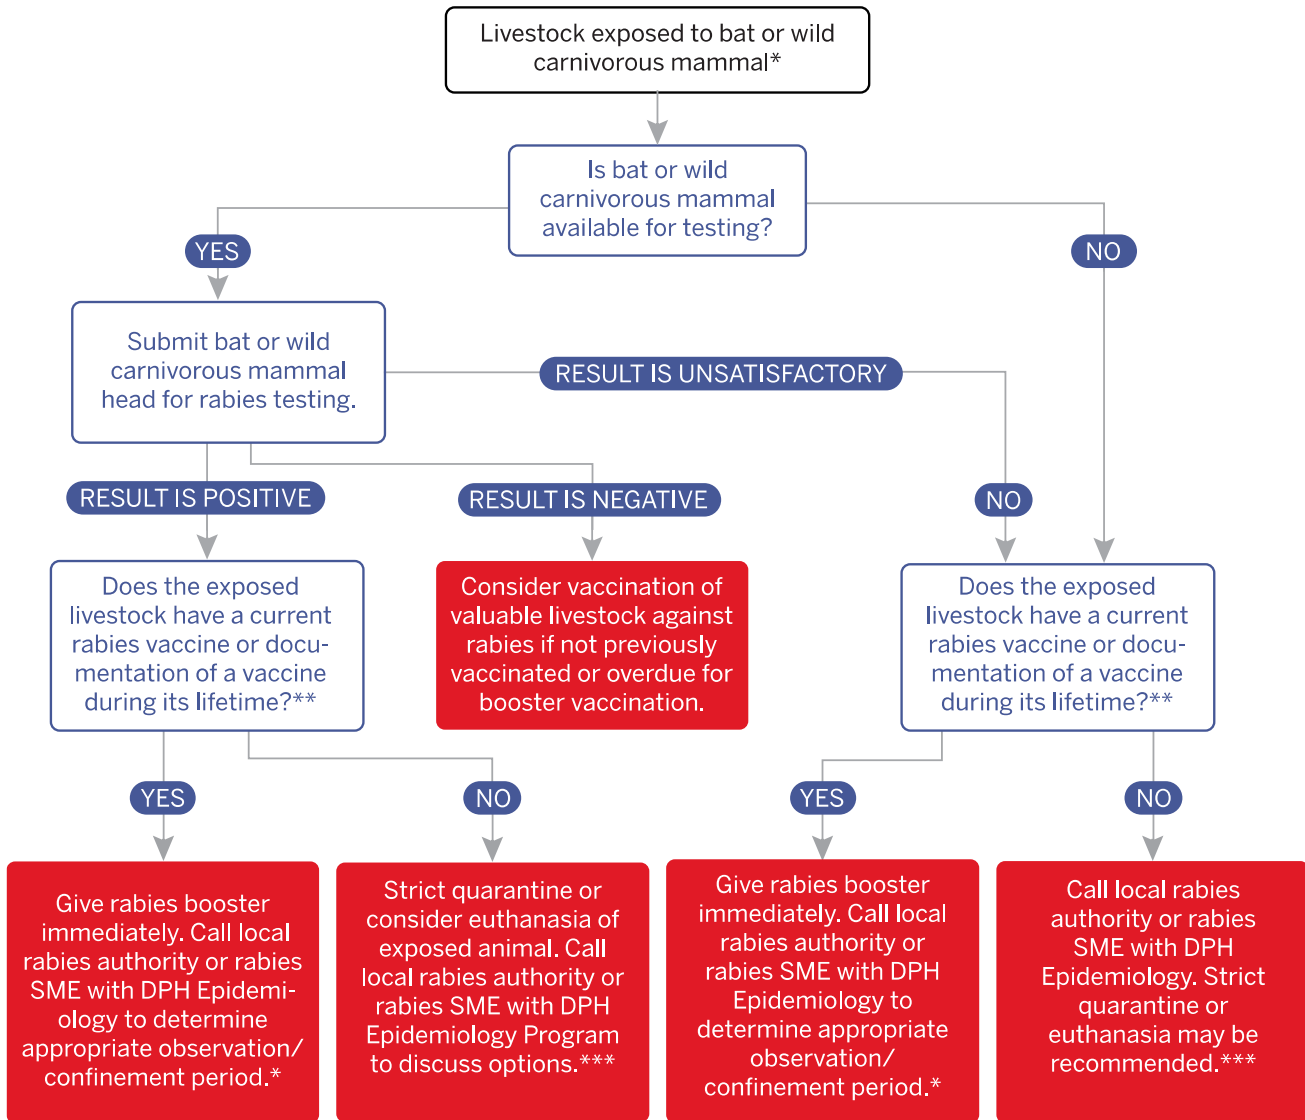 Livestock exposed to bat or wild
carnivorous mammal*
Is bat or wild
carnivorous mammal
available for testing?
YES
NO
Submit bat or wild
carnivorous mammal
head for rabies testing.
RESULT IS UNSATISFACTORY
RESULT IS POSITIVE
RESULT IS NEGATIVE
NO
Does the exposed
livestock have a current
rabies vaccine or docu-
mentation of a vaccine
during its lifetime?**
Consider vaccination of
valuable livestock against
rabies if not previously
vaccinated or overdue for
booster vaccination.
Does the exposed
livestock have a current
rabies vaccine or docu-
mentation of a vaccine
during its lifetime?**
YES
NO
YES
NO
Give rabies booster
immediately. Call local
rabies authority or rabies
SME with DPH Epidemi-
ology to determine
appropriate observation/
confinement period.*
Strict quarantine or
consider euthanasia of
exposed animal. Call
local rabies authority or
rabies SME with DPH
Epidemiology Program
to discuss options.***
Give rabies booster
immediately. Call local
rabies authority or
rabies SME with DPH
Epidemiology to
determine appropriate
observation/
confinement period.*
Call local rabies
authority or rabies
SME with DPH
Epidemiology. Strict
quarantine or
euthanasia may be
recommended.***